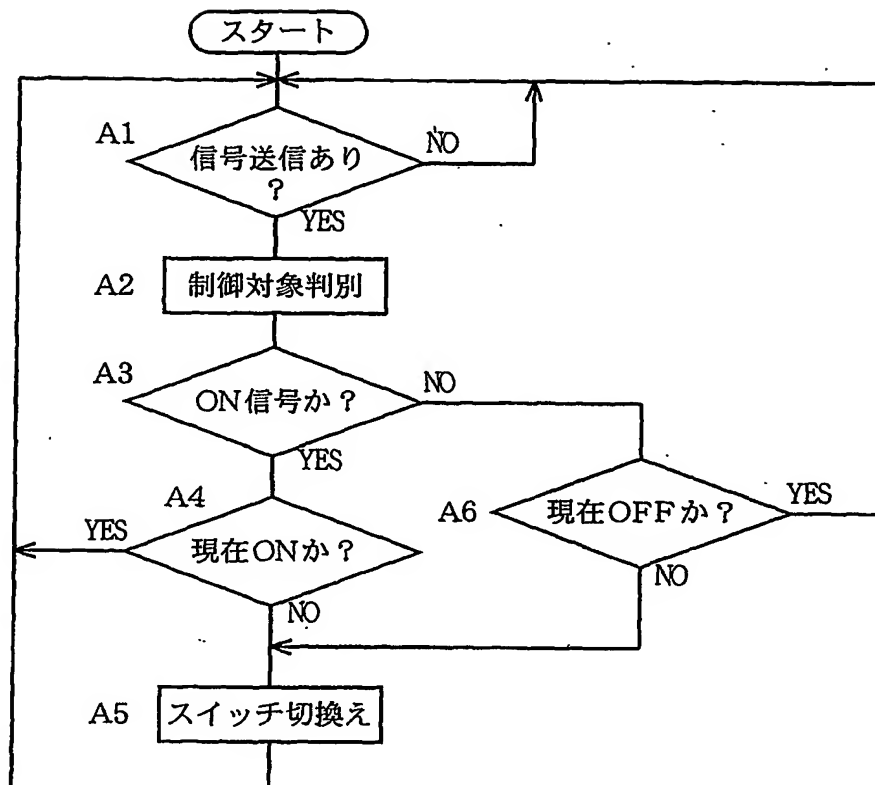 スタート
A1
信号送信あり
?
NO
YES
A2
制御対象判別
A3
ON信号か？
NO
YES
A4
現在ONか？
YES
NO
A6
現在OFFか？
YES
NO
A5
スイッチ切換え